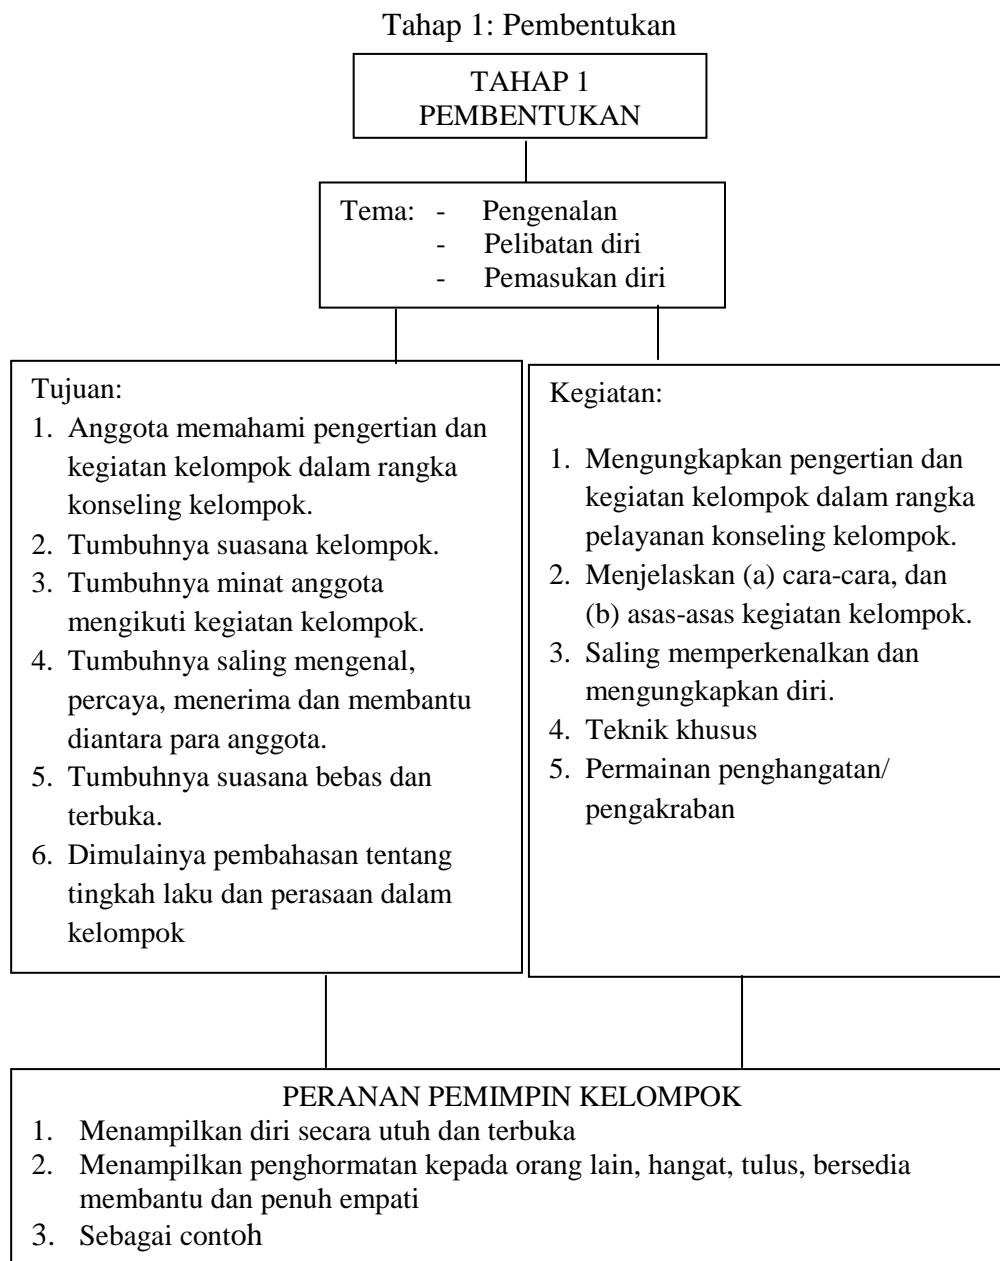 Tahap 1: Pembentukan
TAHAP 1
PEMBENTUKAN
Tema: - Pengenalan
- Pelibatan diri
- Pemasukan diri
Tujuan:
1. Anggota memahami pengertian dan
kegiatan kelompok dalam rangka
konseling kelompok.
2. Tumbuhnya suasana kelompok.
3. Tumbuhnya minat anggota
mengikuti kegiatan kelompok.
4. Tumbuhnya saling mengenal,
percaya, menerima dan membantu
diantara para anggota.
5. Tumbuhnya suasana bebas dan
terbuka.
6. Dimulainya pembahasan tentang
tingkah laku dan perasaan dalam
kelompok
Kegiatan:
1. Mengungkapkan pengertian dan
kegiatan kelompok dalam rangka
pelayanan konseling kelompok.
2. Menjelaskan (a) cara-cara, dan
(b) asas-asas kegiatan kelompok.
3. Saling memperkenalkan dan
mengungkapkan diri.
4. Teknik khusus
5. Permainan penghangatan/
pengakraban
PERANAN PEMIMPIN KELOMPOK
1. Menampilkan diri secara utuh dan terbuka
2. Menampilkan penghormatan kepada orang lain, hangat, tulus, bersedia
membantu dan penuh empati
3. Sebagai contoh